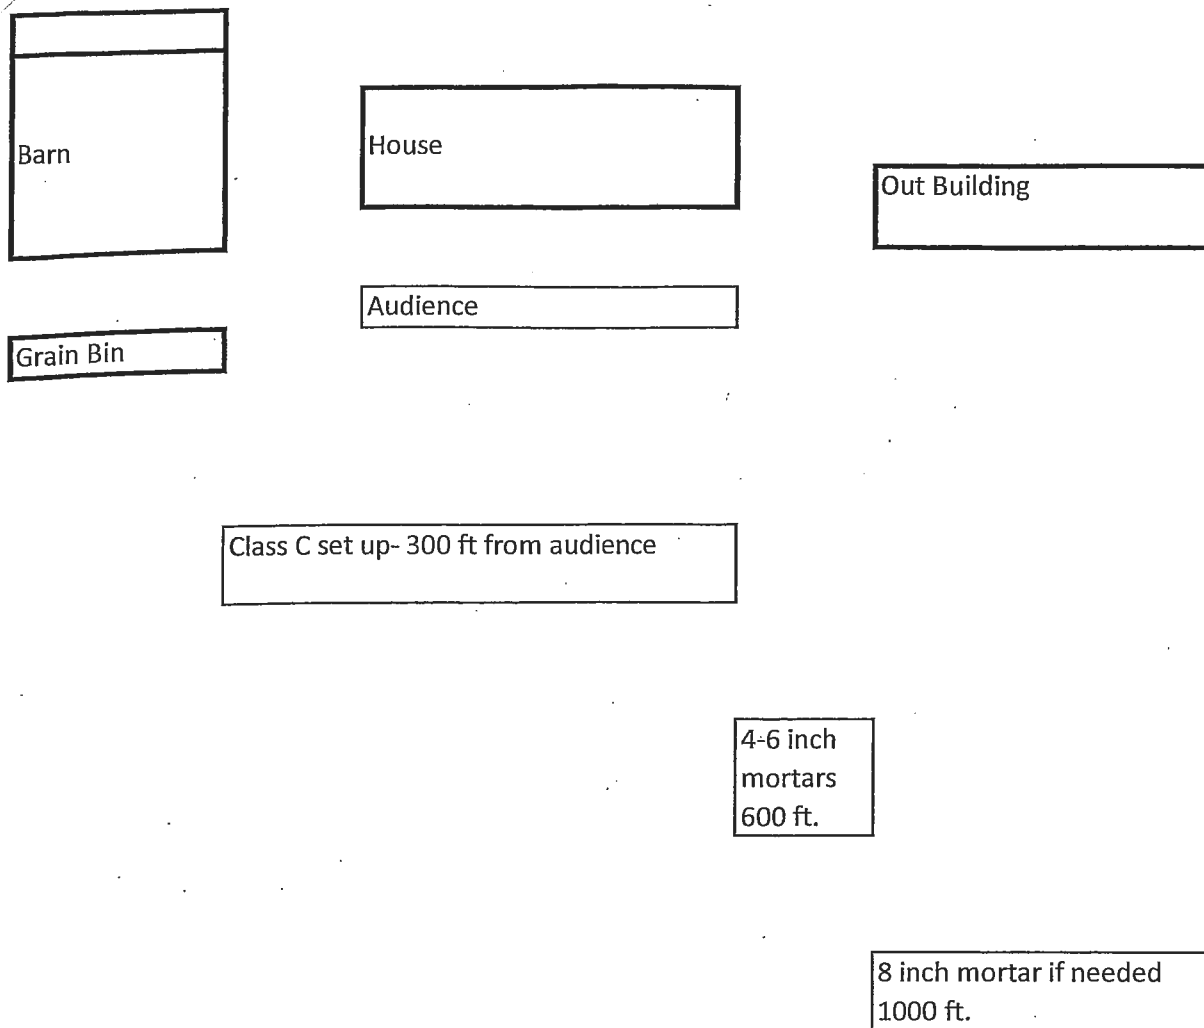 Barn
House
Out Building
Audience
Grain Bin
Class C set up- 300 ft from audience
4-6 inch
mortars
600 ft.
8 inch mortar if needed
1000 ft.